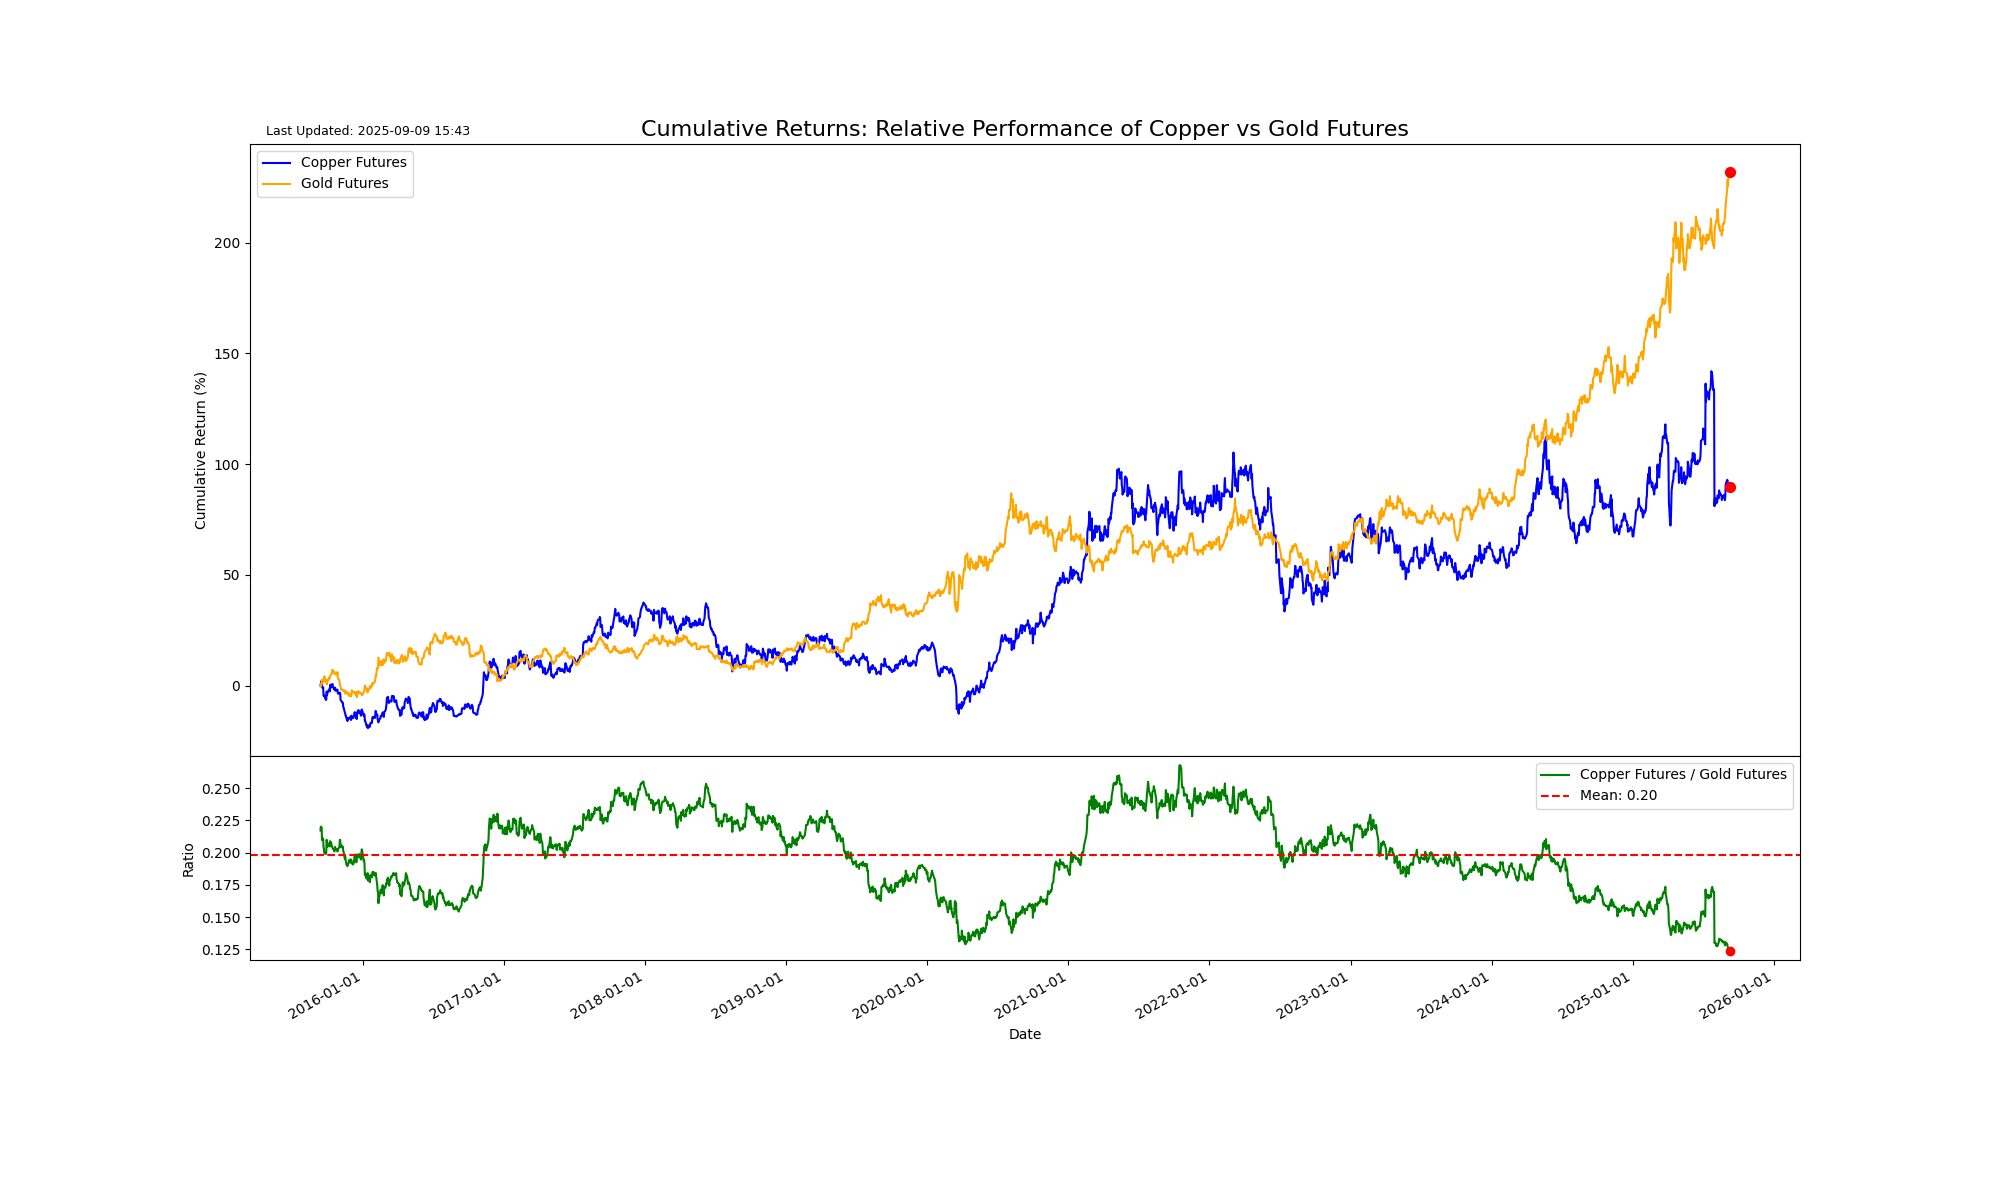 Last Updated: 2025-09-09 15:43
Cumulative Returns: Relative Performance of Copper vs Gold Futures
Copper Futures
Gold Futures
200
150
100
50
0
Cumulative Return (%)
Copper Futures / Gold Futures
Mean: 0.20
0.250
0.225
0.200
0.175
0.150
0.125
Ratio
2016-01-01
2017-01-01
2018-01-01
2019-01-01
2020-01-01
2021-01-01
2022-01-01
2023-01-01
2024-01-01
2025-01-01
2026-01-01
Date